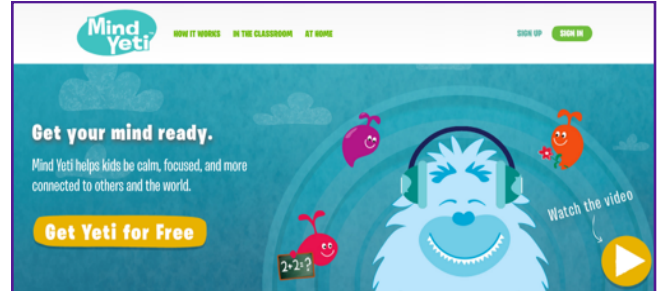 Mind
Yeti™
HOW IT WORKS IN THE CLASSROOM AT HOME
SIGN UP SIGN IN
Get your mind ready.
Mind Yeti helps kids be calm, focused, and more
connected to others and the world.
Get Yeti for Free
2+2=?
Watch the video